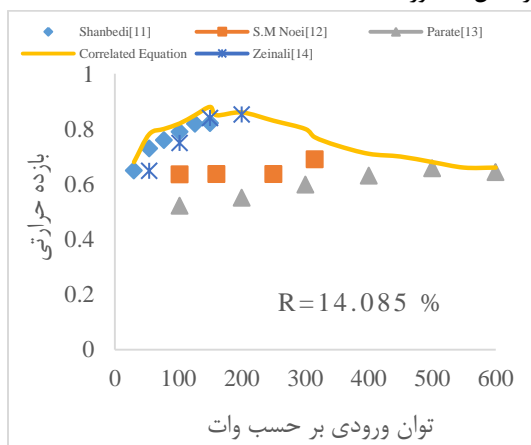 Shanbedi[11] S.M Noei[12] Parate[13]
Correlated Equation Zeinali[14]
1
0.8
0.6
0.4
0.2
0
بازده حرارتی
R=14.085 %
0 100 200 300 400 500 600
توان ورودی بر حسب وات